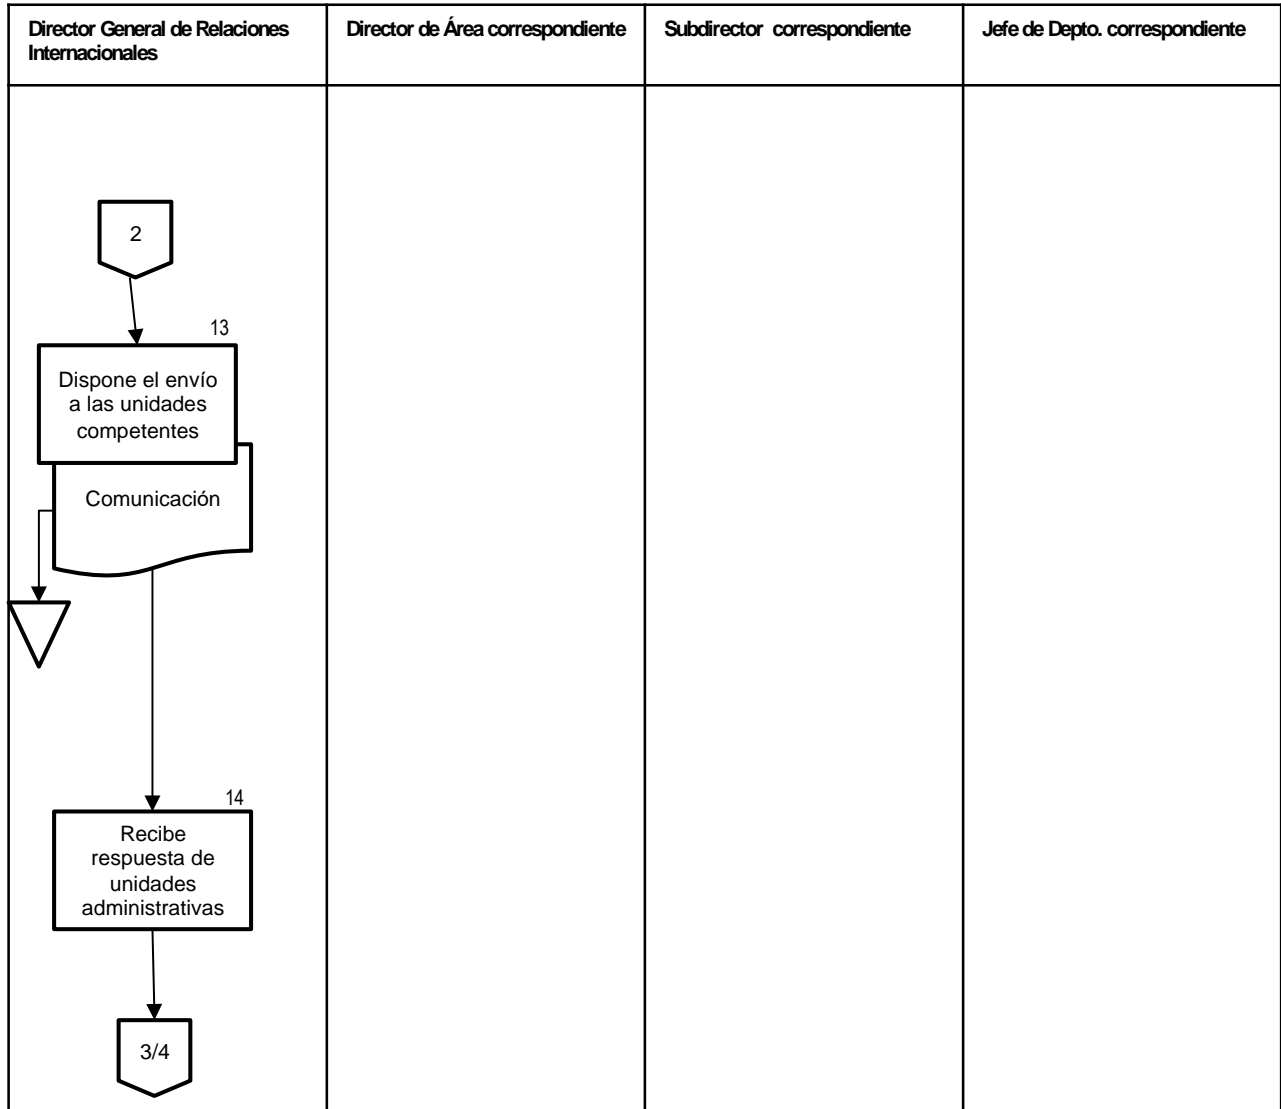 Director General de Relaciones
Internacionales
Director de Área correspondiente
Subdirector correspondiente
Jefe de Depto. correspondiente
2
13
Dispone el envío
a las unidades
competentes
Comunicación
14
Recibe
respuesta de
unidades
administrativas
3/4